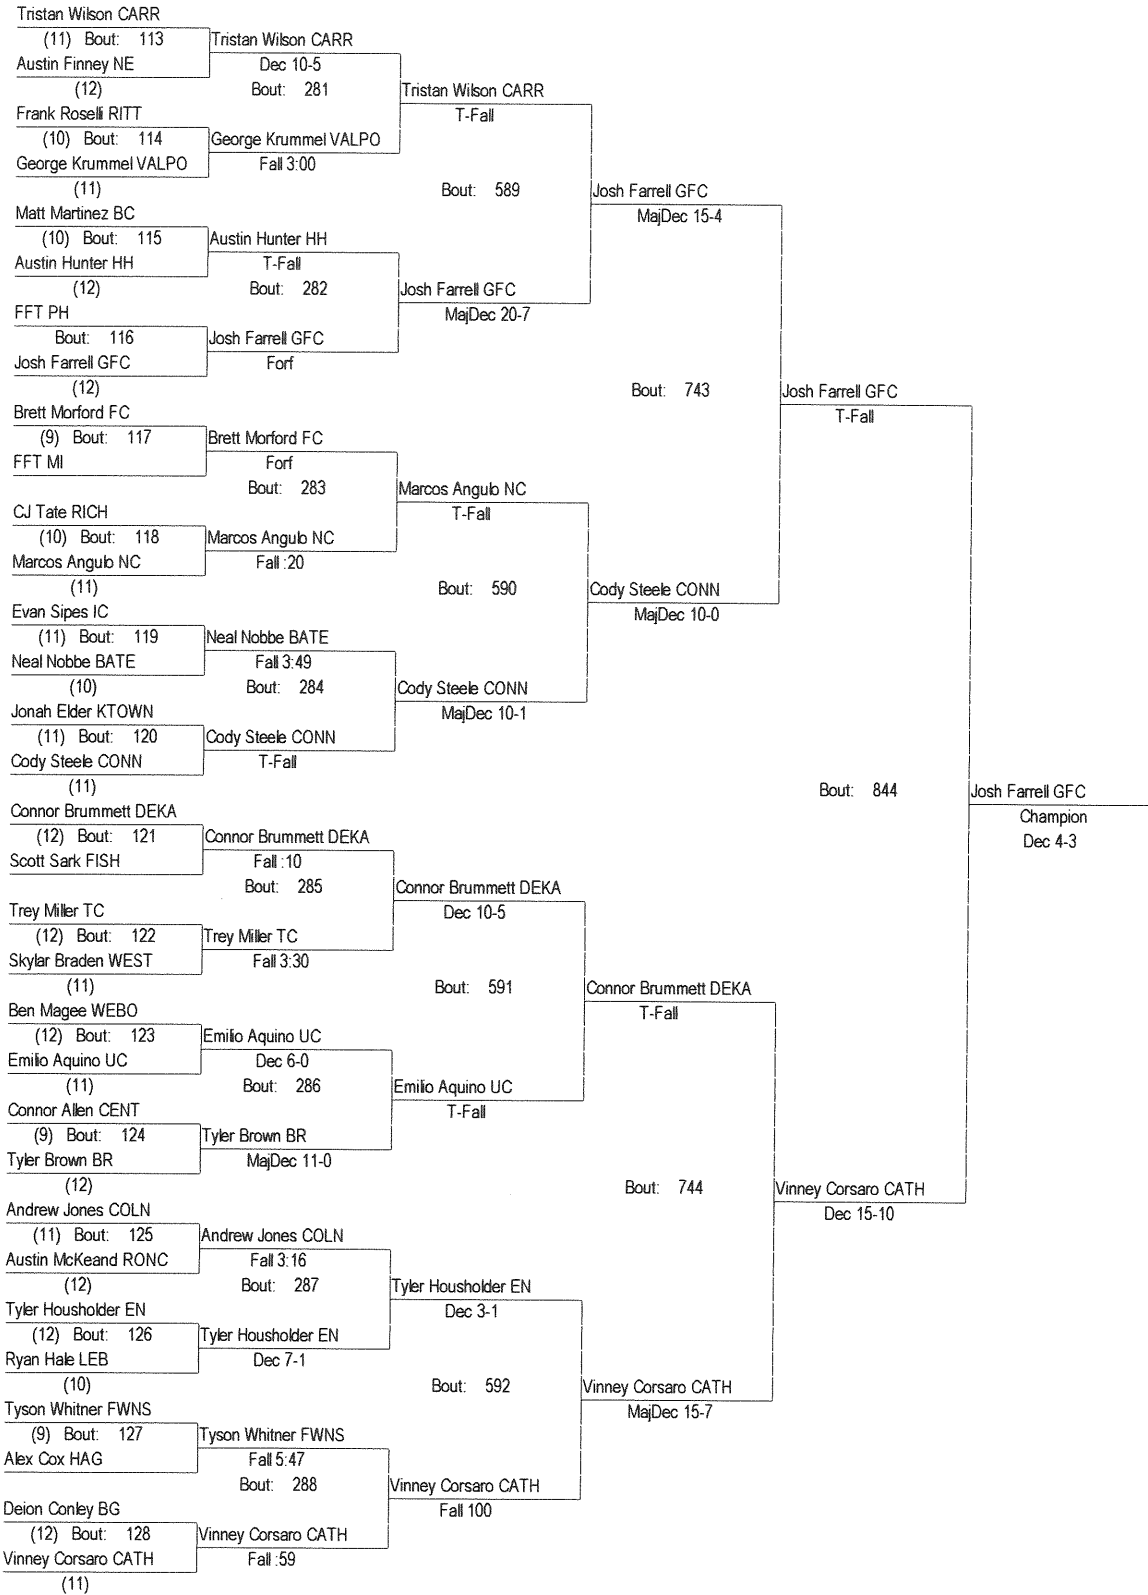 Tristan Wilson CARR
(11) Bout: 113
Austin Finney NE
(12)
Frank Roselli RITT
(10) Bout: 114
George Krummel VALPO
(11)
Matt Martinez BC
(10) Bout: 115
Austin Hunter HH
(12)
FFT PH
Bout: 116
Josh Farrell GFC
(12)
Brett Morford FC
(9) Bout: 117
FFT MI
CJ Tate RICH
(10) Bout: 118
Marcos Angulo NC
(11)
Evan Sipes IC
(11) Bout: 119
Neal Nobbe BATE
(10)
Jonah Elder KTOWN
(11) Bout: 120
Cody Steele CONN
(11)
Connor Brummett DEKA
(12) Bout: 121
Scott Sark FISH
Trey Miller TC
(12) Bout: 122
Skylar Braden WEST
(11)
Ben Magee WEBO
(12) Bout: 123
Emilio Aquino UC
(11)
Connor Allen CENT
(9) Bout: 124
Tyler Brown BR
(12)
Andrew Jones COLN
(11) Bout: 125
Austin McKeand RONC
(12)
Tyler Housholder EN
(12) Bout: 126
Ryan Hale LEB
(10)
Tyson Whitner FWNS
(9) Bout: 127
Alex Cox HAG
Deion Conley BG
(12) Bout: 128
Vinney Corsaro CATH
(11)
Tristan Wilson CARR
Dec 10-5
Bout: 281
George Krummel VALPO
Fall 3:00
Austin Hunter HH
T-Fall
Bout: 282
Josh Farrell GFC
Forf
Brett Morford FC
Forf
Bout: 283
Marcos Angulo NC
Fall :20
Neal Nobbe BATE
Fall 3:49
Bout: 284
Cody Steele CONN
T-Fall
Connor Brummett DEKA
Fall :10
Bout: 285
Trey Miller TC
Fall 3:30
Emilio Aquino UC
Dec 6-0
Bout: 286
Tyler Brown BR
MajDec 11-0
Andrew Jones COLN
Fall 3:16
Bout: 287
Tyler Housholder EN
Dec 7-1
Tyson Whitner FWNS
Fall 5:47
Bout: 288
Vinney Corsaro CATH
Fall :59
Tristan Wilson CARR
T-Fall
Bout: 589
Josh Farrell GFC
MajDec 20-7
Marcos Angulo NC
T-Fall
Bout: 590
Cody Steele CONN
MajDec 10-1
Connor Brummett DEKA
Dec 10-5
Bout: 591
Emilio Aquino UC
T-Fall
Tyler Housholder EN
Dec 3-1
Bout: 592
Vinney Corsaro CATH
Fall 100
Josh Farrell GFC
MajDec 15-4
Bout: 743
Cody Steele CONN
MajDec 10-0
Connor Brummett DEKA
T-Fall
Bout: 744
Vinney Corsaro CATH
MajDec 15-7
Josh Farrell GFC
T-Fall
Bout: 844
Vinney Corsaro CATH
Dec 15-10
Josh Farrell GFC
Champion
Dec 4-3